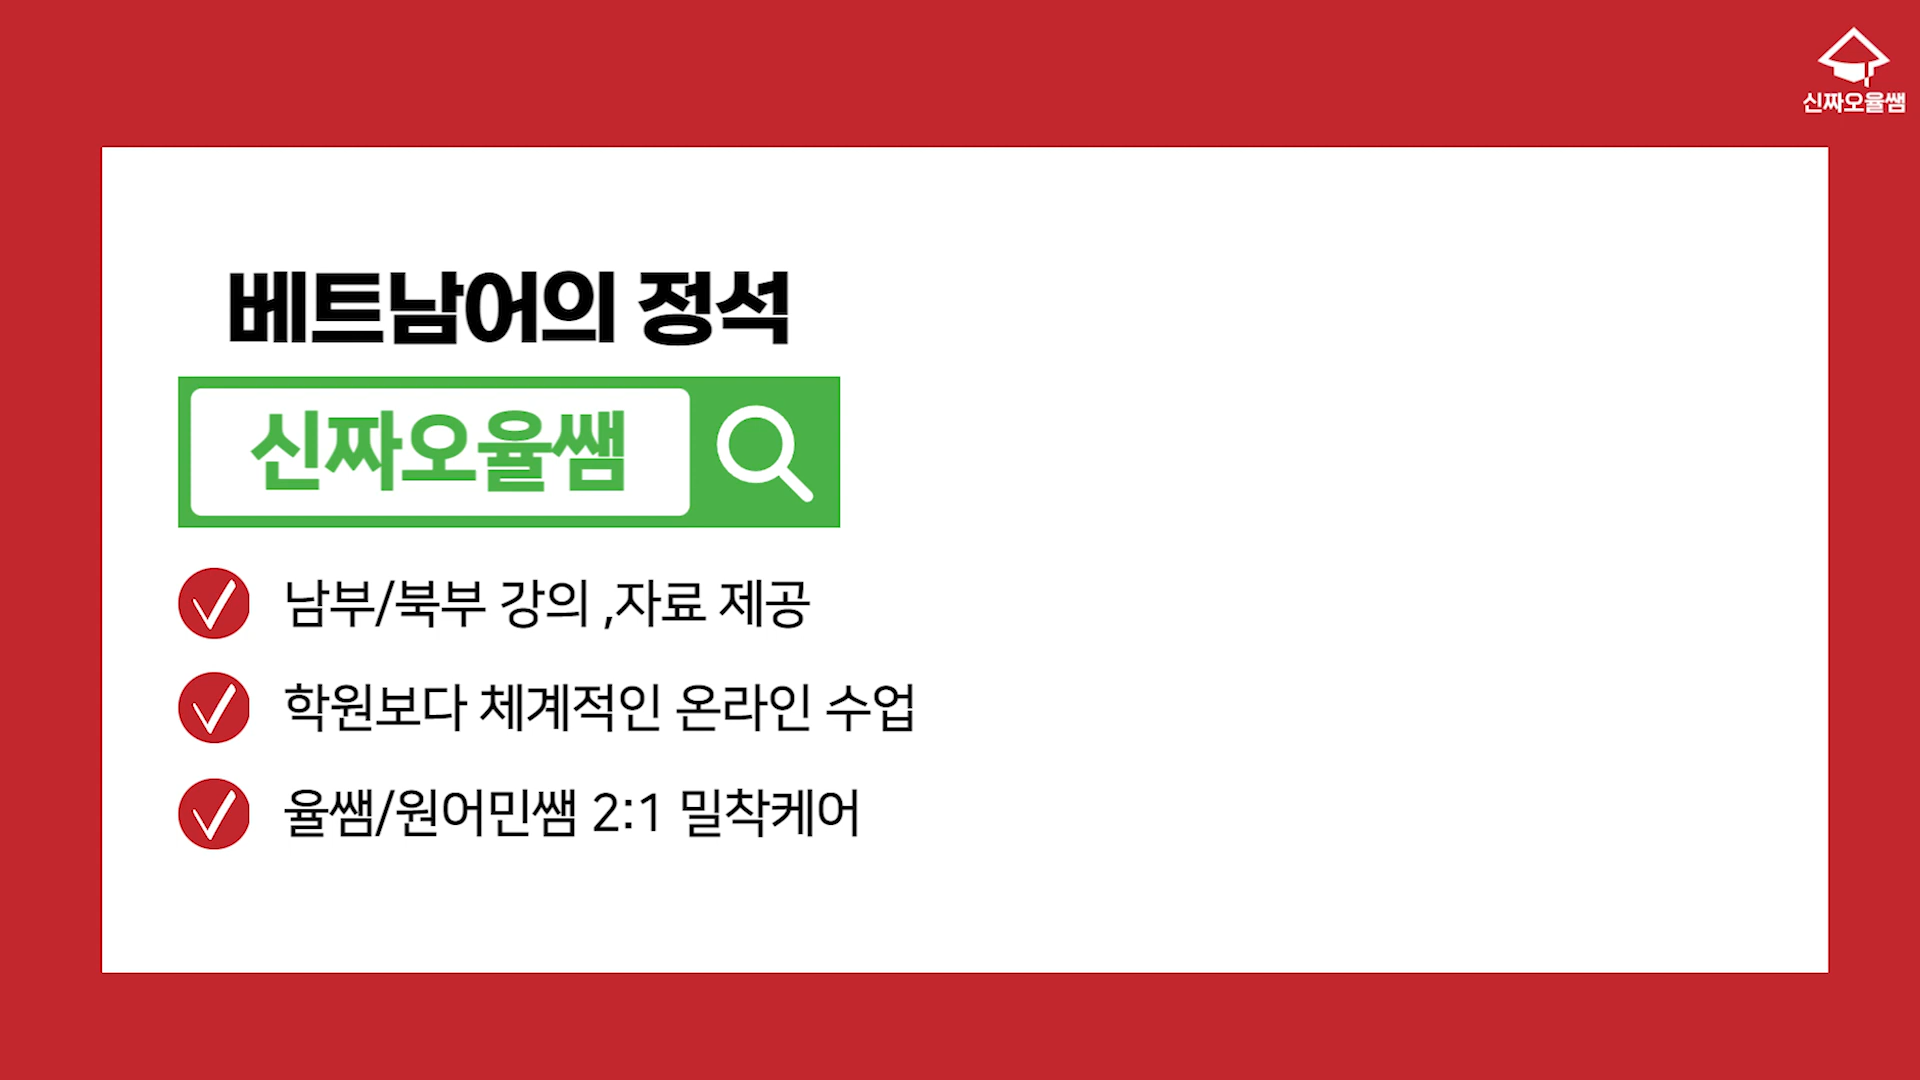 신짜오율쌤
베트남어의 정석
신짜오율쌤
남부/북부 강의 ,자료 제공
학원보다 체계적인 온라인 수업
율쌤/원어민쌤 2:1 밀착케어